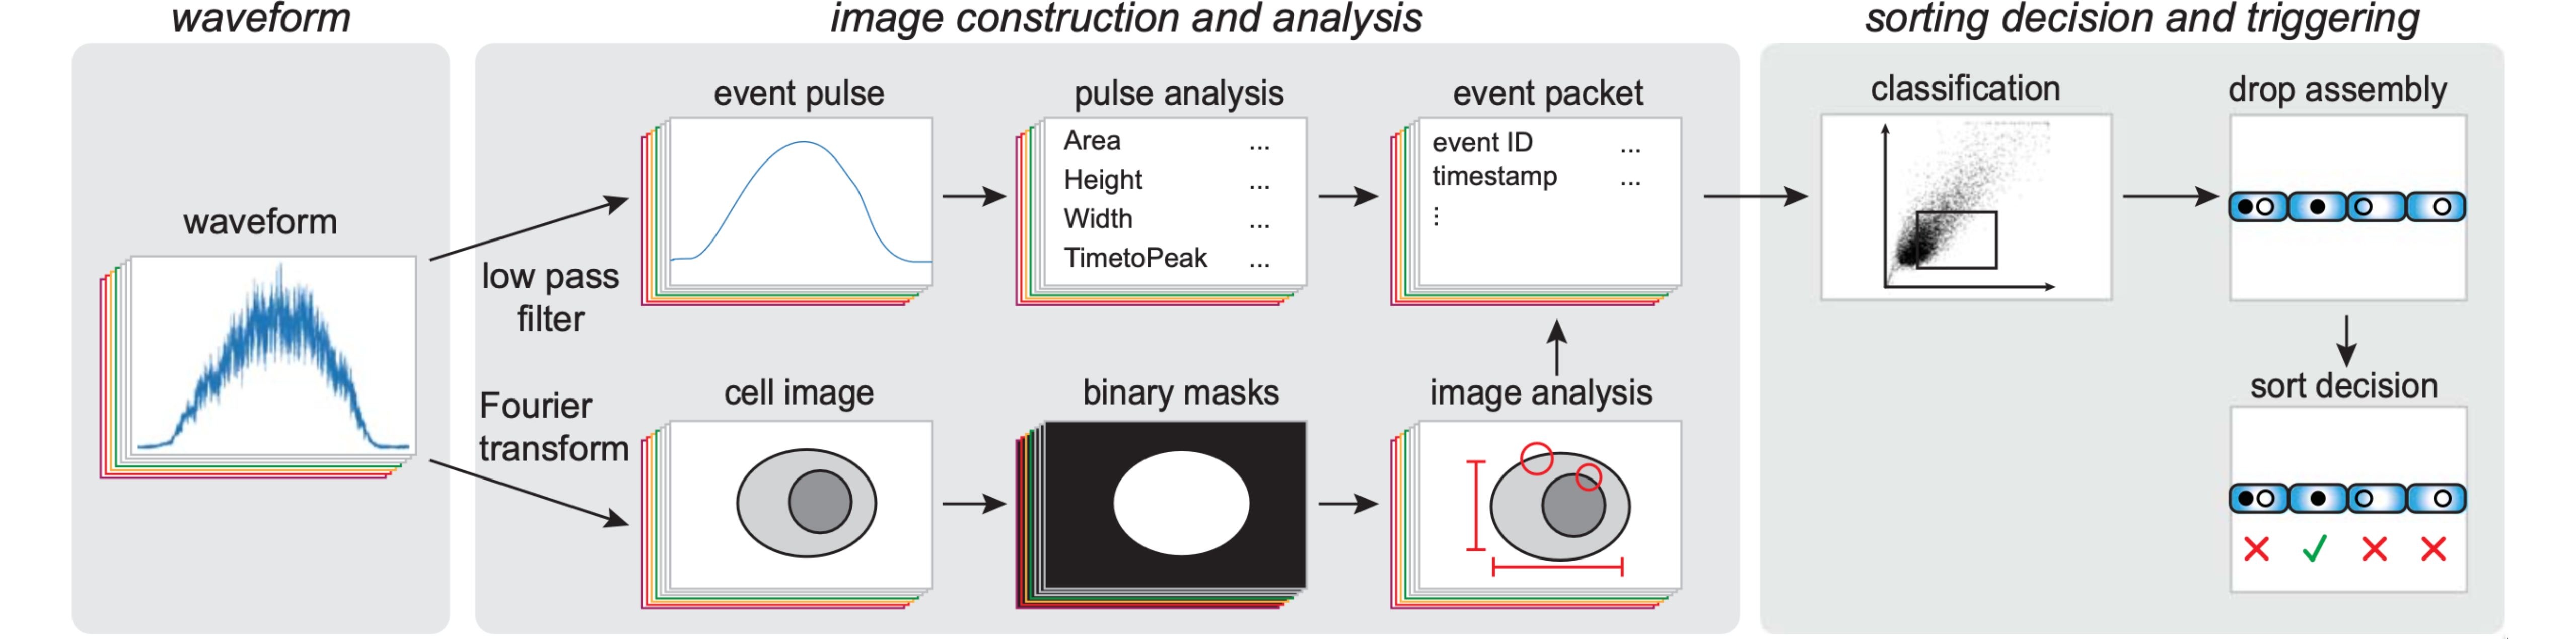 waveform
image construction and analysis
sorting decision and triggering
waveform
low pass
filter
Fourier
transform
event pulse
pulse analysis
Area ...
Height ...
Width ...
TimetoPeak ...
event packet
event ID ...
timestamp ...
⋮
cell image
binary masks
image analysis
classification
drop assembly
sort decision